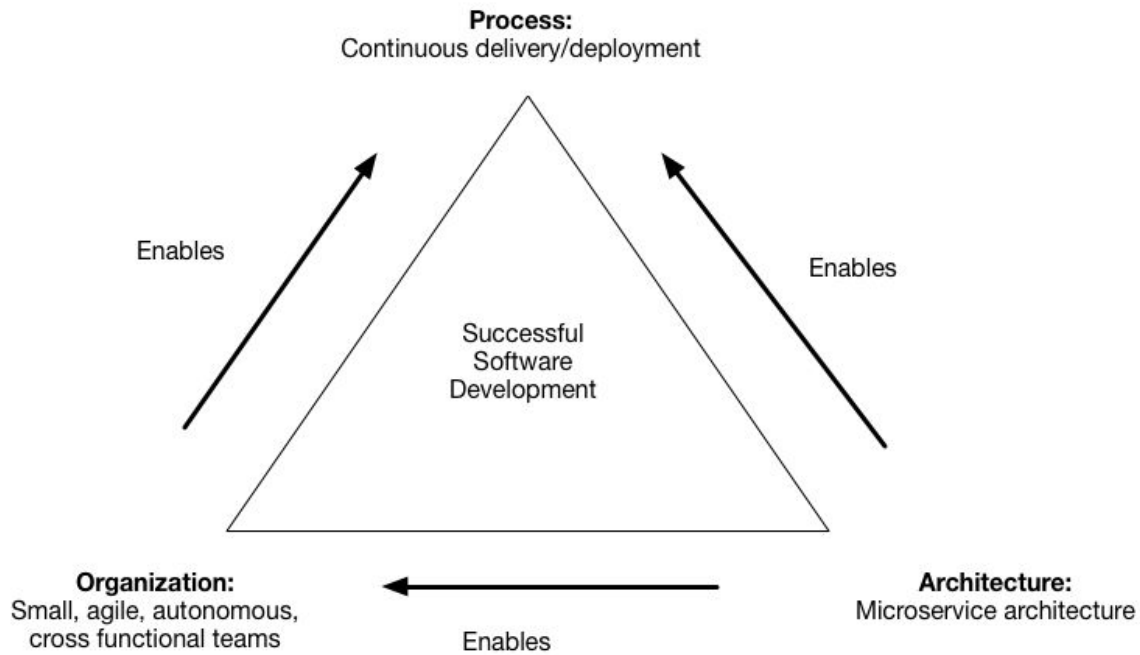 Process:
Continuous delivery/deployment
Enables
Enables
Successful
Software
Development
Organization:
Small, agile, autonomous,
cross functional teams
Enables
Architecture:
Microservice architecture